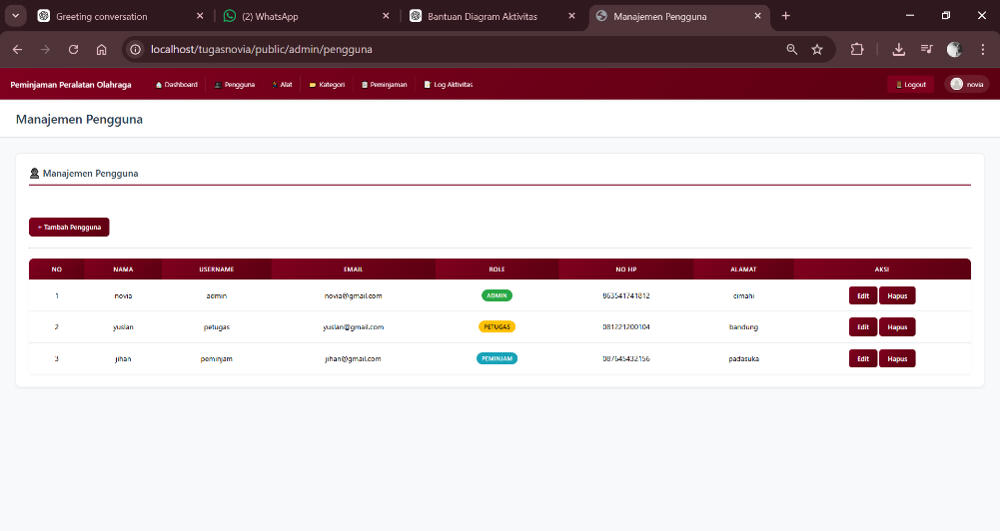 Greeting conversation
(2) WhatsApp
Bantuan Diagram Aktivitas
Manajemen Pengguna
localhost/tugasnovia/public/admin/pengguna
Peminjaman Peralatan Olahraga Dashboard Pengguna Alat Kategori Peminjaman Log Aktivitas Logout novia
Manajemen Pengguna
Manajemen Pengguna
+ Tambah Pengguna
NO NAMA USERNAME EMAIL ROLE NO HP ALAMAT AKSI
1 novia admin novia@gmail.com ADMIN 863541741812 cimahi Edit Hapus
2 yuslan petugas yuslan@gmail.com PETUGAS 081221200104 bandung Edit Hapus
3 jihan peminjam jihan@gmail.com PEMINJAM 087645432156 padasuka Edit Hapus